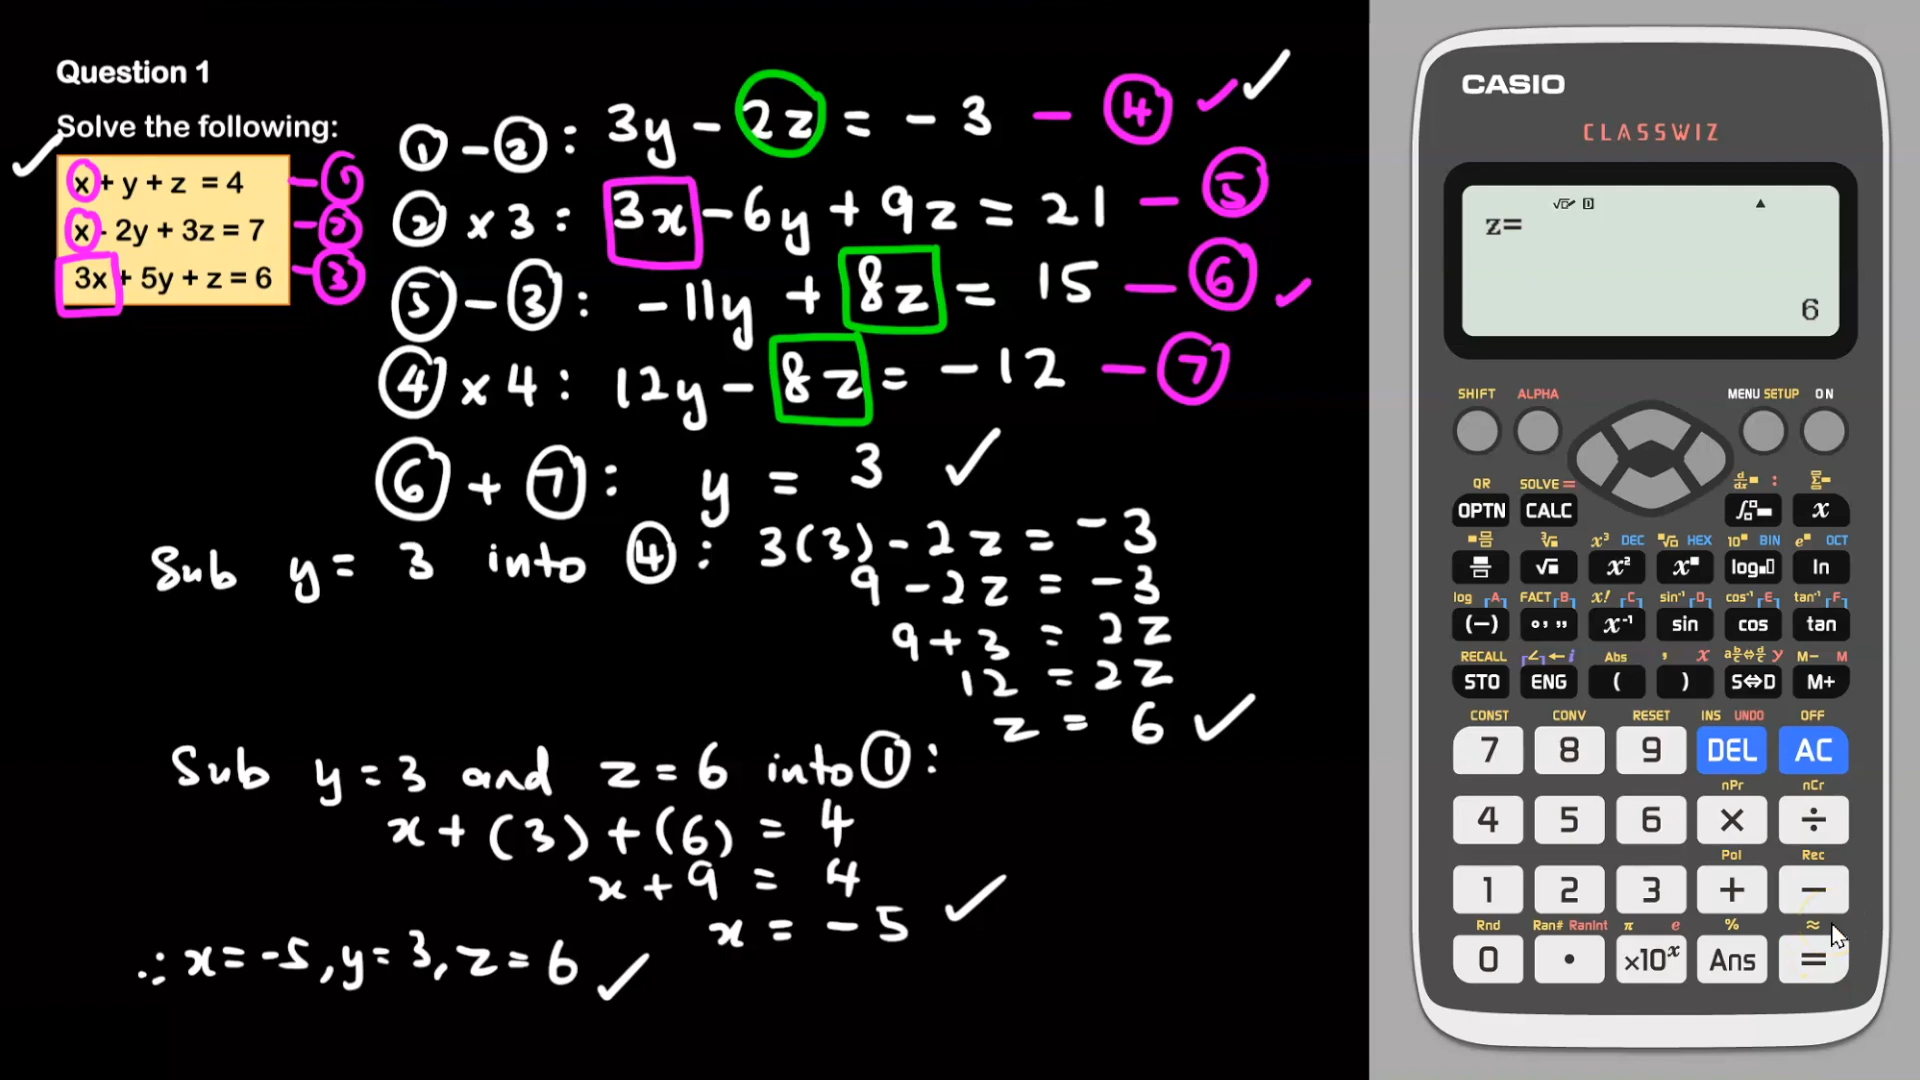 Question 1
Solve the following:
x + y + z = 4 - ①
x - 2y + 3z = 7 - ②
3x + 5y + z = 6 - ③
① - ② : 3y - 2z = - 3 - ④
② × 3 : 3x - 6y + 9z = 21 - ⑤
⑤ - ③ : - 11y + 8z = 15 - ⑥
④ × 4 : 12y - 8z = - 12 - ⑦
⑥ + ⑦ : y = 3
Sub y = 3 into ④ : 3(3) - 2z = - 3
9 - 2z = - 3
9 + 3 = 2z
12 = 2z
z = 6
Sub y = 3 and z = 6 into ① :
x + (3) + (6) = 4
x + 9 = 4
x = - 5
∴ x = -5, y = 3, z = 6
CASIO
CLASSWIZ
√□/ D ▲
z=
6
SHIFT ALPHA MENU SETUP ON
QR SOLVE = d/dx■ : Σ■
OPTN CALC ∫■ x
■■/■ ³√■ x³ DEC ■√■ HEX 10■ BIN e■ OCT
■/■ √■ x² x■ log■□ ln
log A FACT B x! C sin⁻¹ D cos⁻¹ E tan⁻¹ F
(−) °’” x⁻¹ sin cos tan
RECALL ∠ ← i Abs , x a b/c⇔d/c y M− M
STO ENG ( ) S⇔D M+
CONST CONV RESET INS UNDO OFF
7 8 9 DEL AC
nPr nCr
4 5 6 × ÷
Pol Rec
1 2 3 + −
Rnd Ran# RanInt π e % ≈
0 • ×10ˣ Ans =